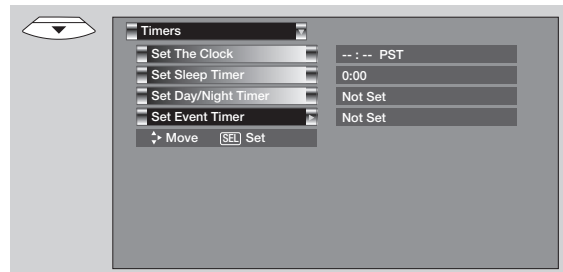 Timers
Set The Clock -- : -- PST
Set Sleep Timer 0:00
Set Day/Night Timer Not Set
Set Event Timer Not Set
Move SEL Set